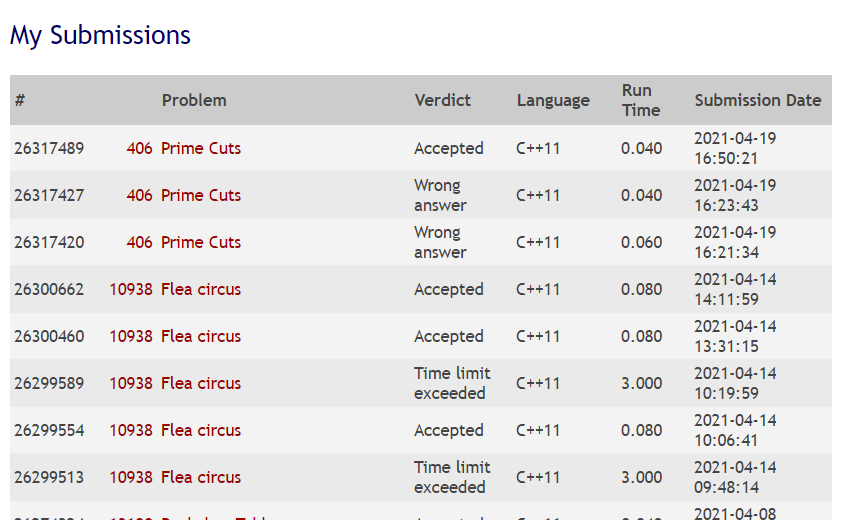 My Submissions
# Problem Verdict Language Run Time Submission Date
26317489 406 Prime Cuts Accepted C++11 0.040 2021-04-19 16:50:21
26317427 406 Prime Cuts Wrong answer C++11 0.040 2021-04-19 16:23:43
26317420 406 Prime Cuts Wrong answer C++11 0.060 2021-04-19 16:21:34
26300662 10938 Flea circus Accepted C++11 0.080 2021-04-14 14:11:59
26300460 10938 Flea circus Accepted C++11 0.080 2021-04-14 13:31:15
26299589 10938 Flea circus Time limit exceeded C++11 3.000 2021-04-14 10:19:59
26299554 10938 Flea circus Accepted C++11 0.080 2021-04-14 10:06:41
26299513 10938 Flea circus Time limit exceeded C++11 3.000 2021-04-14 09:48:14
2021-04-08